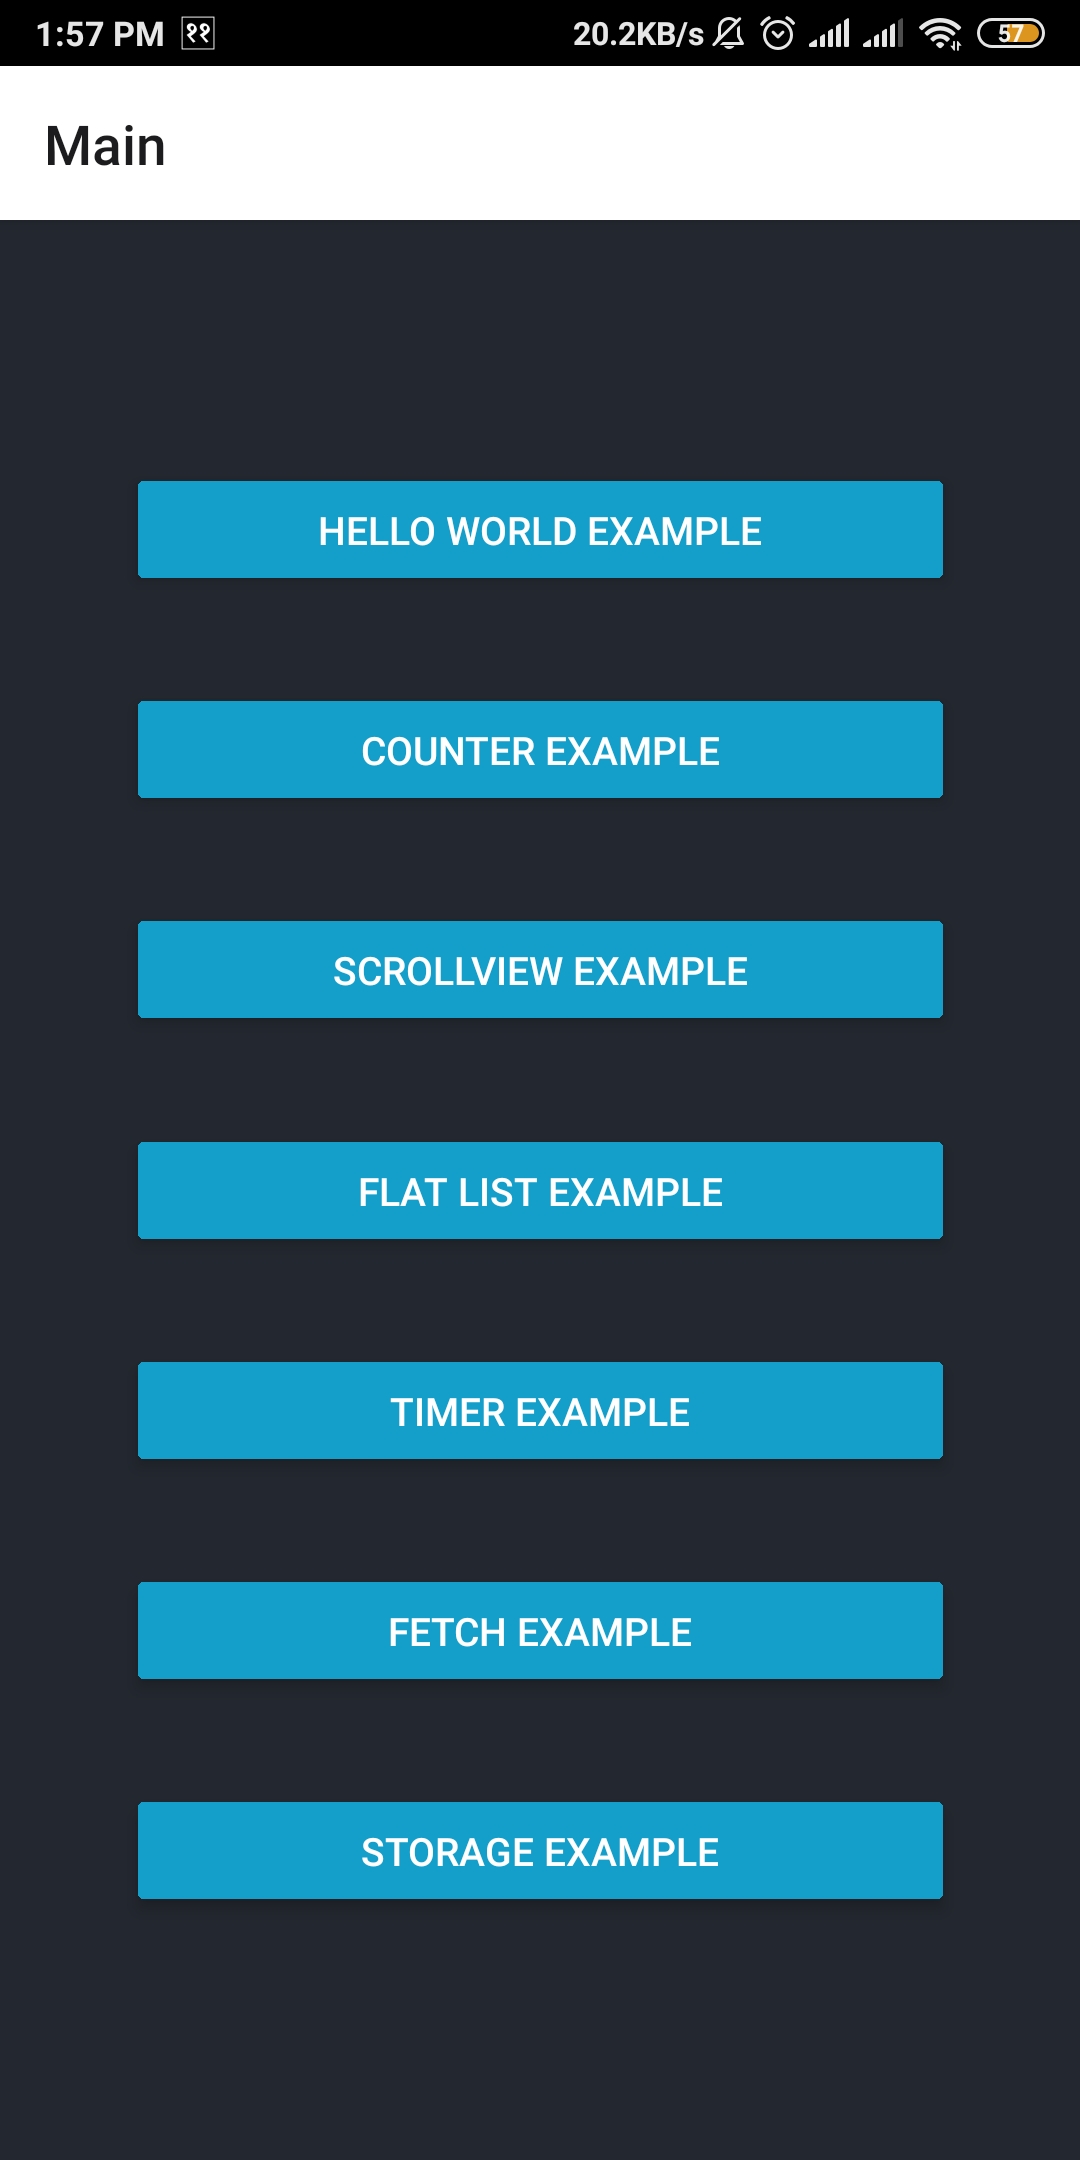 1:57 PM ११ 20.2KB/s 57
Main
HELLO WORLD EXAMPLE
COUNTER EXAMPLE
SCROLLVIEW EXAMPLE
FLAT LIST EXAMPLE
TIMER EXAMPLE
FETCH EXAMPLE
STORAGE EXAMPLE